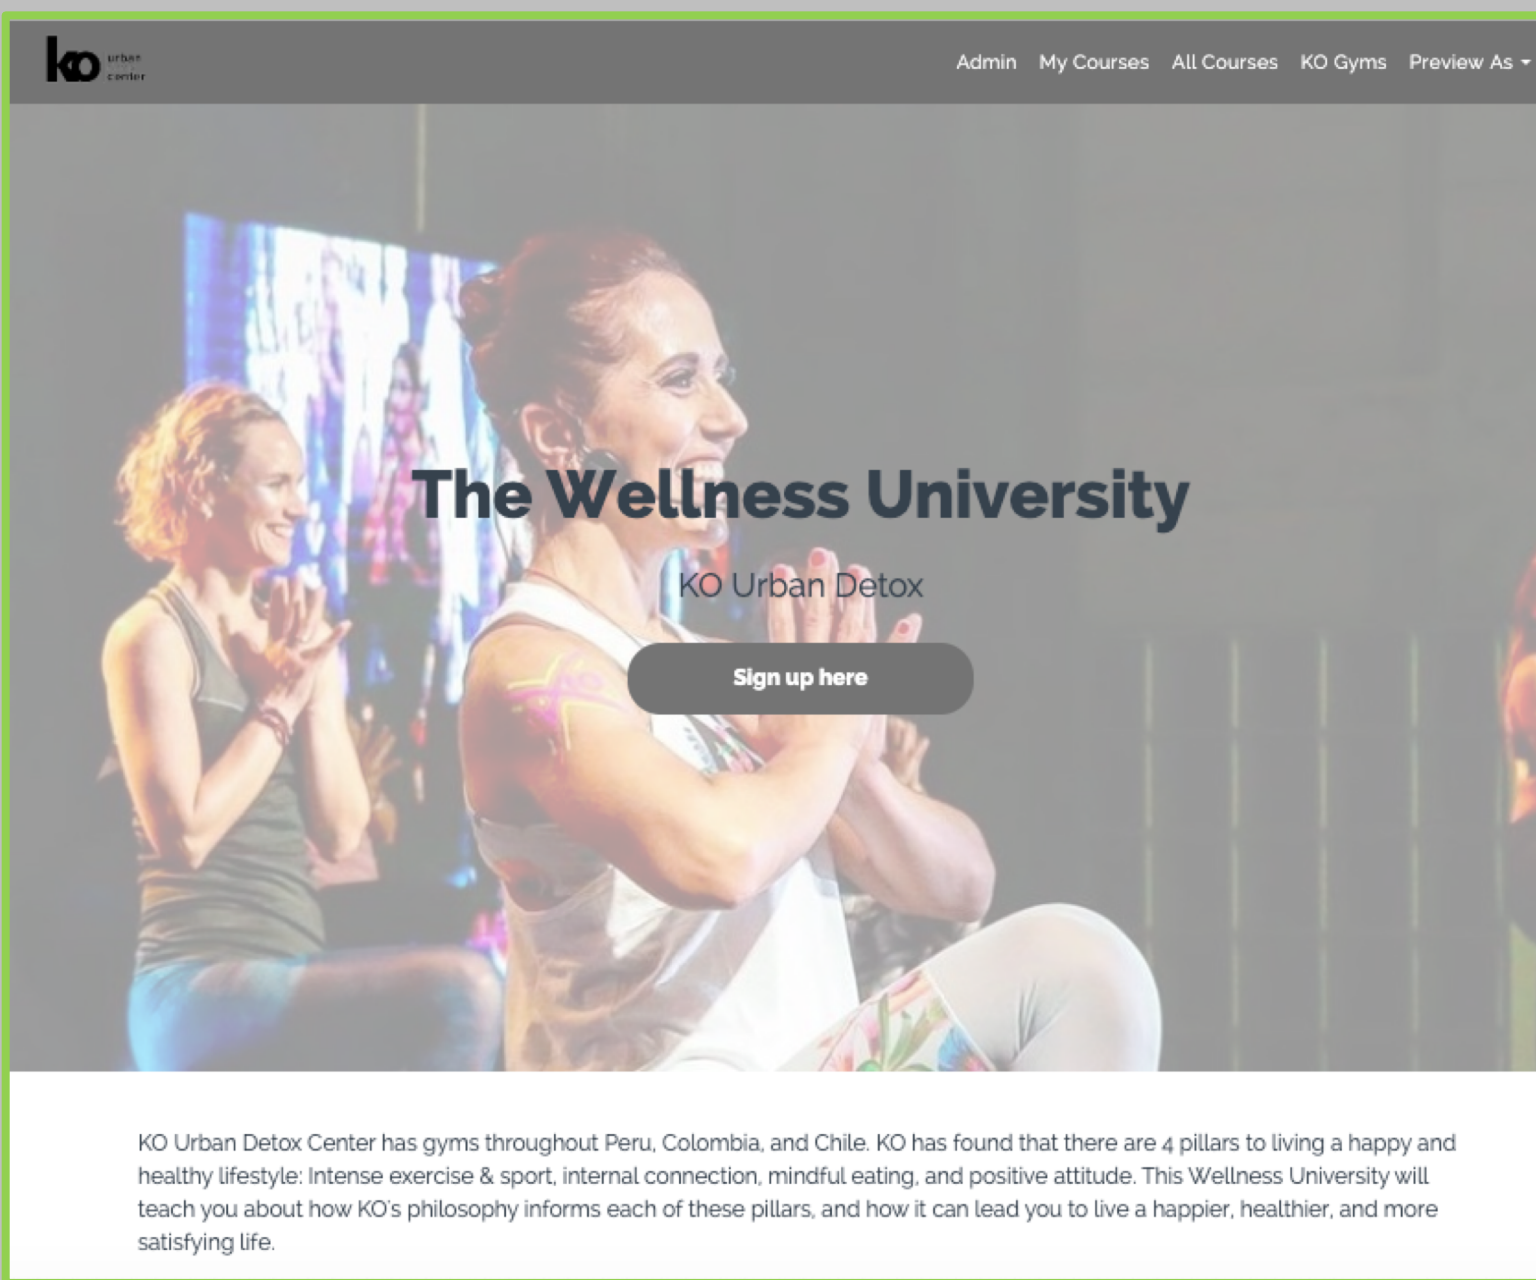 ko urban
center
Admin My Courses All Courses KO Gyms Preview As
The Wellness University
KO Urban Detox
Sign up here
KO Urban Detox Center has gyms throughout Peru, Colombia, and Chile. KO has found that there are 4 pillars to living a happy and
healthy lifestyle: Intense exercise & sport, internal connection, mindful eating, and positive attitude. This Wellness University will
teach you about how KO's philosophy informs each of these pillars, and how it can lead you to live a happier, healthier, and more
satisfying life.